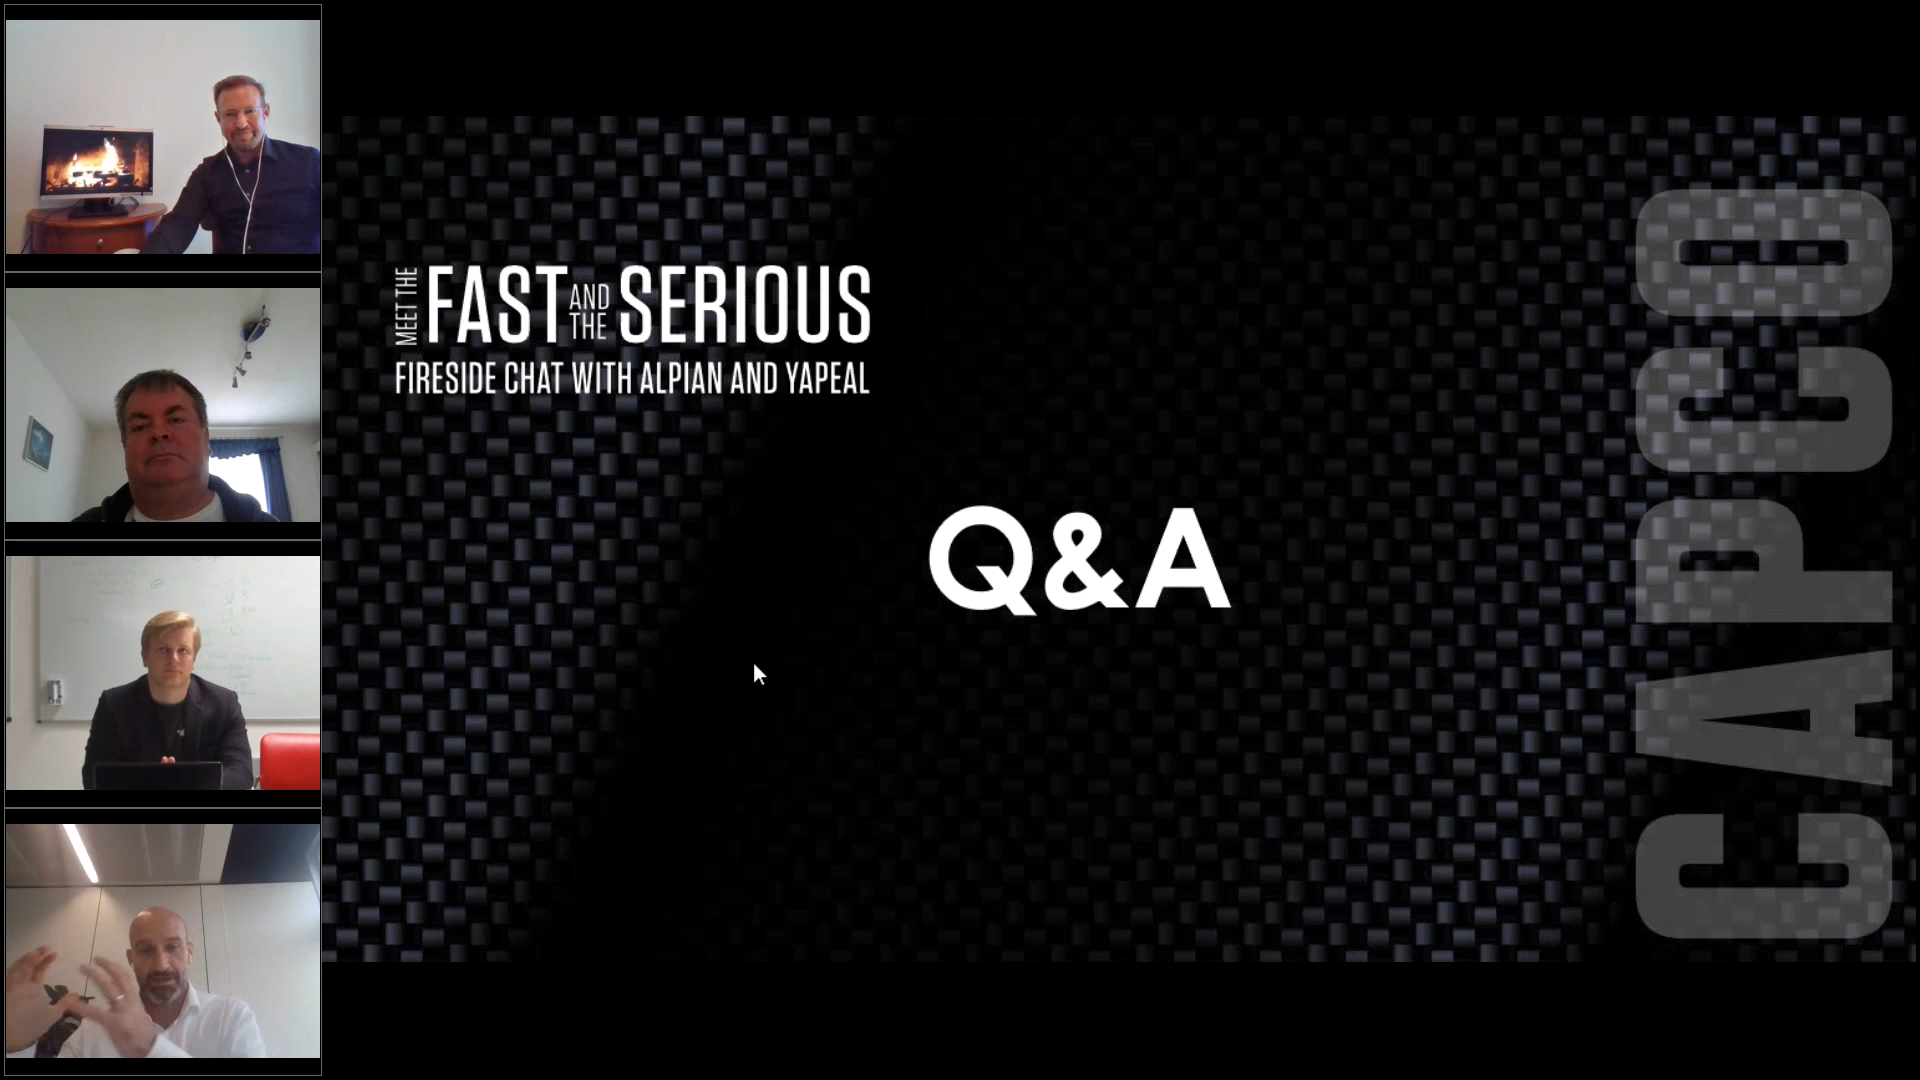 MEET THE FAST AND THE SERIOUS
FIRESIDE CHAT WITH ALPIAN AND YAPEAL
Q&A
CAPCO